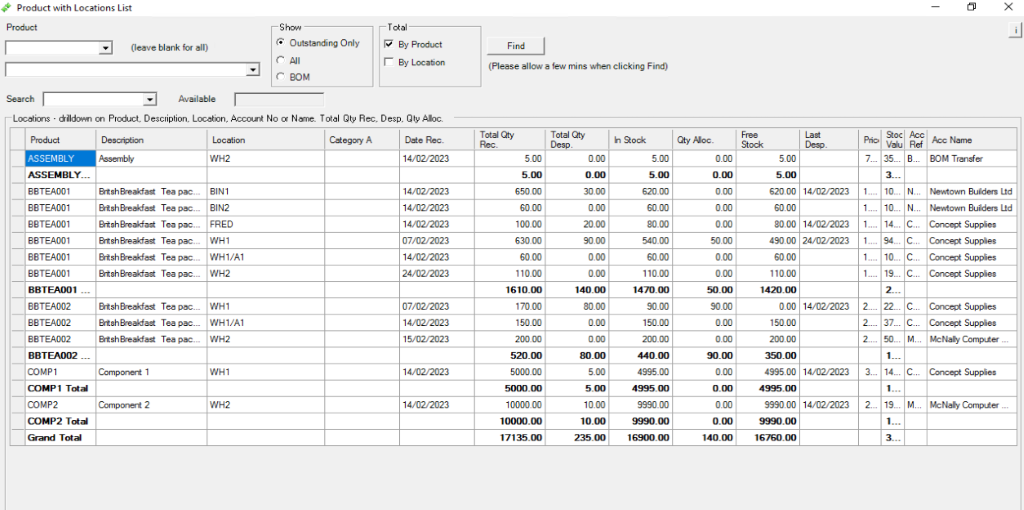 Product with Locations List
Product
(leave blank for all)
Show
Outstanding Only
All
BOM
Total
By Product
By Location
Find
(Please allow a few mins when clicking Find)
i
Search
Available
Locations - drilldown on Product, Description, Location, Account No or Name. Total Qty Rec, Desp, Qty Alloc.
Product Description Location Category A Date Rec. Total Qty Rec. Total Qty Desp. In Stock Qty Alloc. Free Stock Last Desp. Price Stoc Valu Acc Ref Acc Name
ASSEMBLY Assembly WH2 14/02/2023 5.00 0.00 5.00 0.00 5.00 7... 35... B... BOM Transfer
ASSEMBLY... 5.00 0.00 5.00 0.00 5.00 3...
BBTEA001 BritshBreakfast Tea pac... BIN1 14/02/2023 650.00 30.00 620.00 0.00 620.00 14/02/2023 1.... 10... N... Newtown Builders Ltd
BBTEA001 BritshBreakfast Tea pac... BIN2 14/02/2023 60.00 0.00 60.00 0.00 60.00 1.... 10... N... Newtown Builders Ltd
BBTEA001 BritshBreakfast Tea pac... FRED 14/02/2023 100.00 20.00 80.00 0.00 80.00 14/02/2023 1.... 14... C... Concept Supplies
BBTEA001 BritshBreakfast Tea pac... WH1 07/02/2023 630.00 90.00 540.00 50.00 490.00 24/02/2023 1.... 94... C... Concept Supplies
BBTEA001 BritshBreakfast Tea pac... WH1/A1 14/02/2023 60.00 0.00 60.00 0.00 60.00 1.... 10... C... Concept Supplies
BBTEA001 BritshBreakfast Tea pac... WH2 24/02/2023 110.00 0.00 110.00 0.00 110.00 1.... 19... C... Concept Supplies
BBTEA001 ... 1610.00 140.00 1470.00 50.00 1420.00 2...
BBTEA002 BritshBreakfast Tea pac... WH1 07/02/2023 170.00 80.00 90.00 90.00 0.00 14/02/2023 2.... 22... C... Concept Supplies
BBTEA002 BritshBreakfast Tea pac... WH1/A1 14/02/2023 150.00 0.00 150.00 0.00 150.00 2.... 37... C... Concept Supplies
BBTEA002 BritshBreakfast Tea pac... WH2 15/02/2023 200.00 0.00 200.00 0.00 200.00 2.... 50... M... McNally Computer ...
BBTEA002 ... 520.00 80.00 440.00 90.00 350.00 1...
COMP1 Component 1 WH1 14/02/2023 5000.00 5.00 4995.00 0.00 4995.00 14/02/2023 3... 14... C... Concept Supplies
COMP1 Total 5000.00 5.00 4995.00 0.00 4995.00 1...
COMP2 Component 2 WH2 14/02/2023 10000.00 10.00 9990.00 0.00 9990.00 14/02/2023 2... 19... M... McNally Computer ...
COMP2 Total 10000.00 10.00 9990.00 0.00 9990.00 1...
Grand Total 17135.00 235.00 16900.00 140.00 16760.00 3...